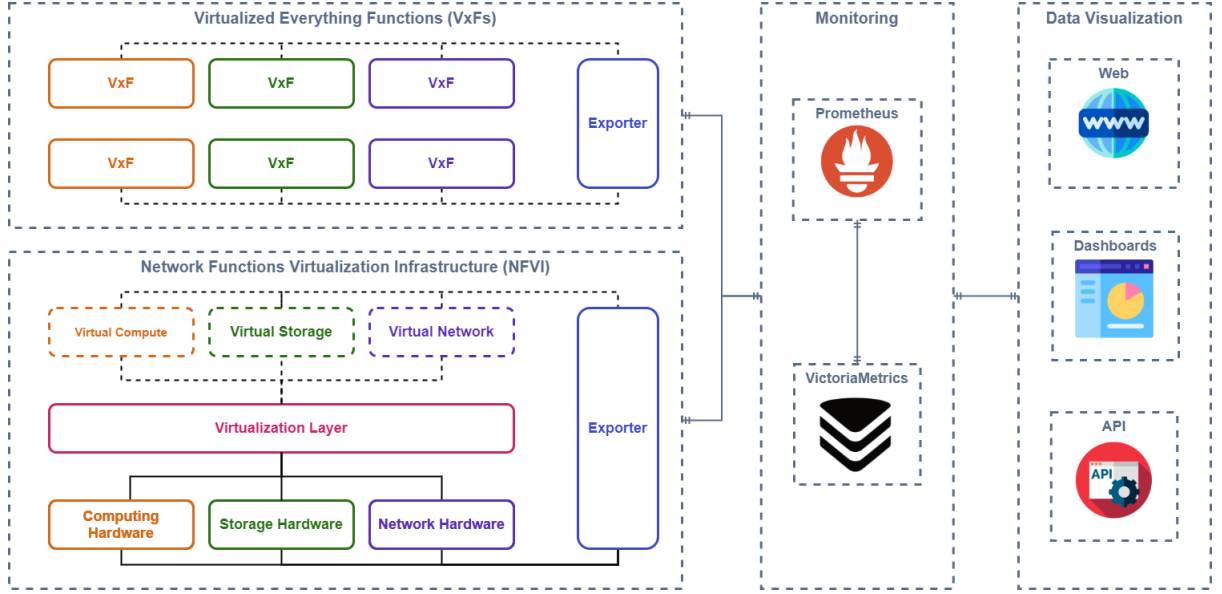 Virtualized Everything Functions (VxFs)
VxF
VxF
VxF
VxF
VxF
VxF
Exporter
Network Functions Virtualization Infrastructure (NFVI)
Virtual Compute
Virtual Storage
Virtual Network
Virtualization Layer
Computing
Hardware
Storage Hardware
Network Hardware
Exporter
Monitoring
Prometheus
VictoriaMetrics
Data Visualization
Web
WWW
Dashboards
API
API